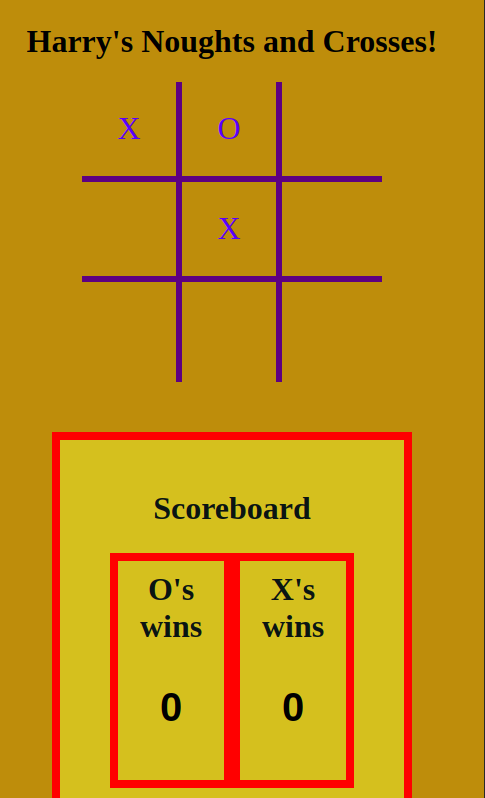 Harry's Noughts and Crosses!
X O
X
Scoreboard
O's X's
wins wins
0 0